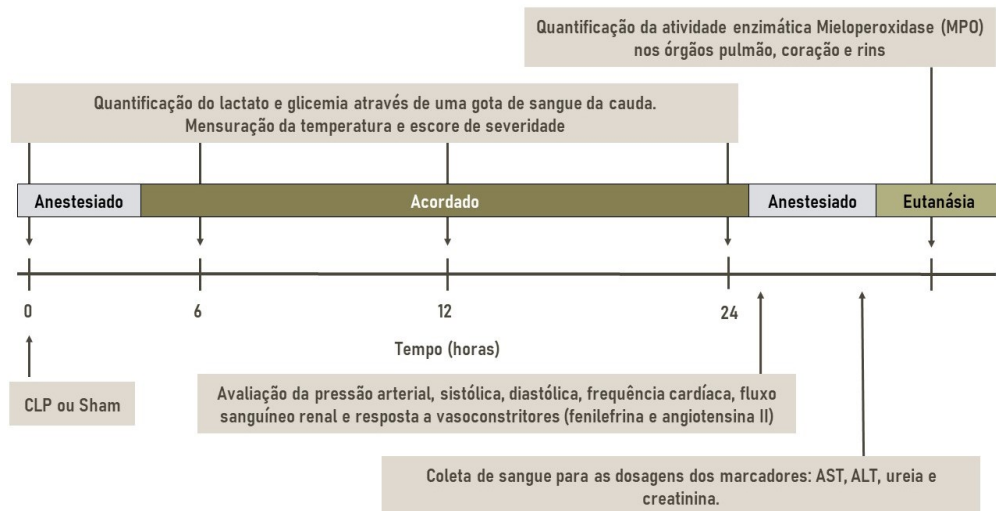 Quantificação da atividade enzimática Mieloperoxidase (MPO)
nos órgãos pulmão, coração e rins
Quantificação do lactato e glicemia através de uma gota de sangue da cauda.
Mensuração da temperatura e escore de severidade
Anestesiado
Acordado
Anestesiado
Eutanásia
0
6
12
24
Tempo (horas)
CLP ou Sham
Avaliação da pressão arterial, sistólica, diastólica, frequência cardíaca, fluxo
sanguíneo renal e resposta a vasoconstritores (fenilefrina e angiotensina II)
Coleta de sangue para as dosagens dos marcadores: AST, ALT, ureia e
creatinina.